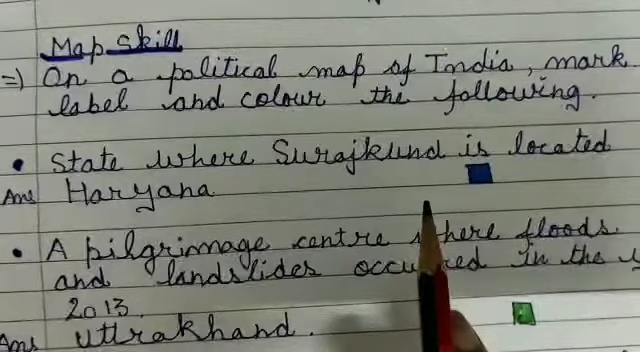 Map Skill
=) On a political map of India, mark
label and colour the following.
• State where Surajkund is located
Ans Haryana
• A pilgrimage centre where floods
and landslides occurred in the
2013.
Ans Uttrakhand.